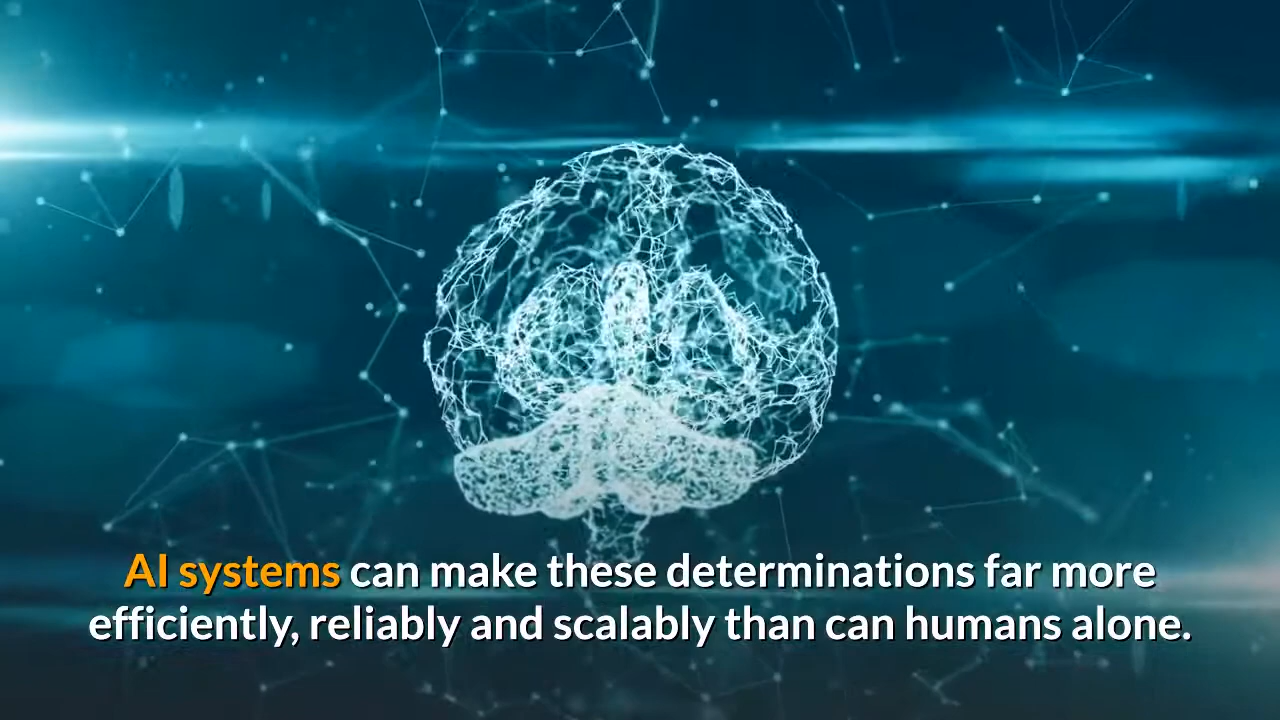 AI systems can make these determinations far more
efficiently, reliably and scalably than can humans alone.